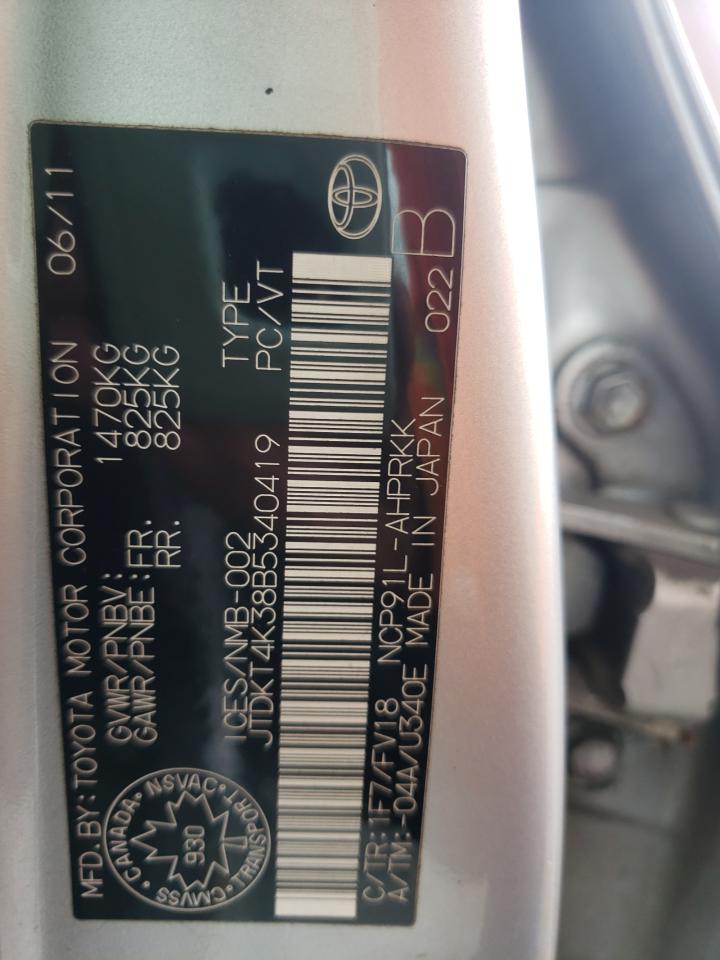 MFD.BY:TOYOTA MOTOR CORPORATION 06/11
GVWR/PNBV: 1470KG
GAWR/PNBE:FR. 825KG
RR. 825KG
ICES/NMB-002 TYPE
JTDKT4K38B5340419 PC/VT
CANADA · NSVAC · TRANSPORT · CMVSS
930
C/TR:1F7/FV18 NCP91L-AHPRKK 022 B
A/TM:-04A/U340E MADE IN JAPAN